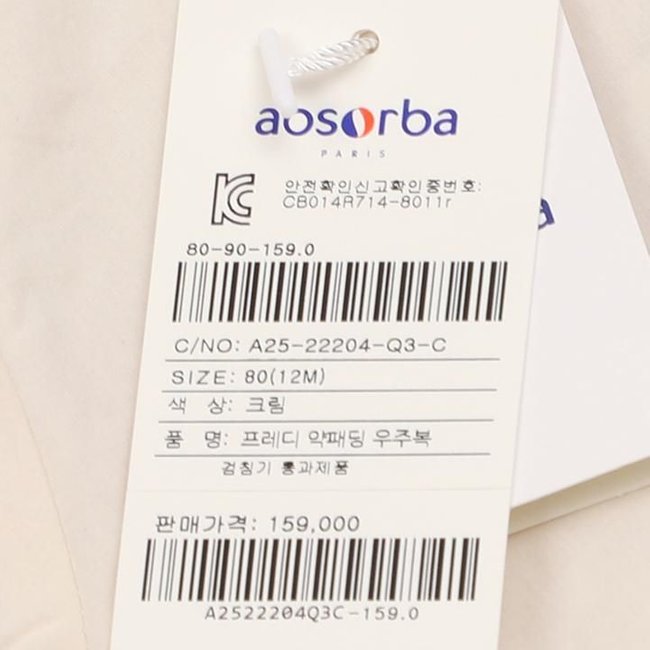 aosorba
PARIS
안전확인신고확인증번호:
CB014R714-8011r
80-90-159.0
C/NO: A25-22204-Q3-C
SIZE: 80(12M)
색 상: 크림
품 명: 프레디 약패딩 우주복
검침기 통과제품
판매가격: 159,000
A2522204Q3C-159.0
a